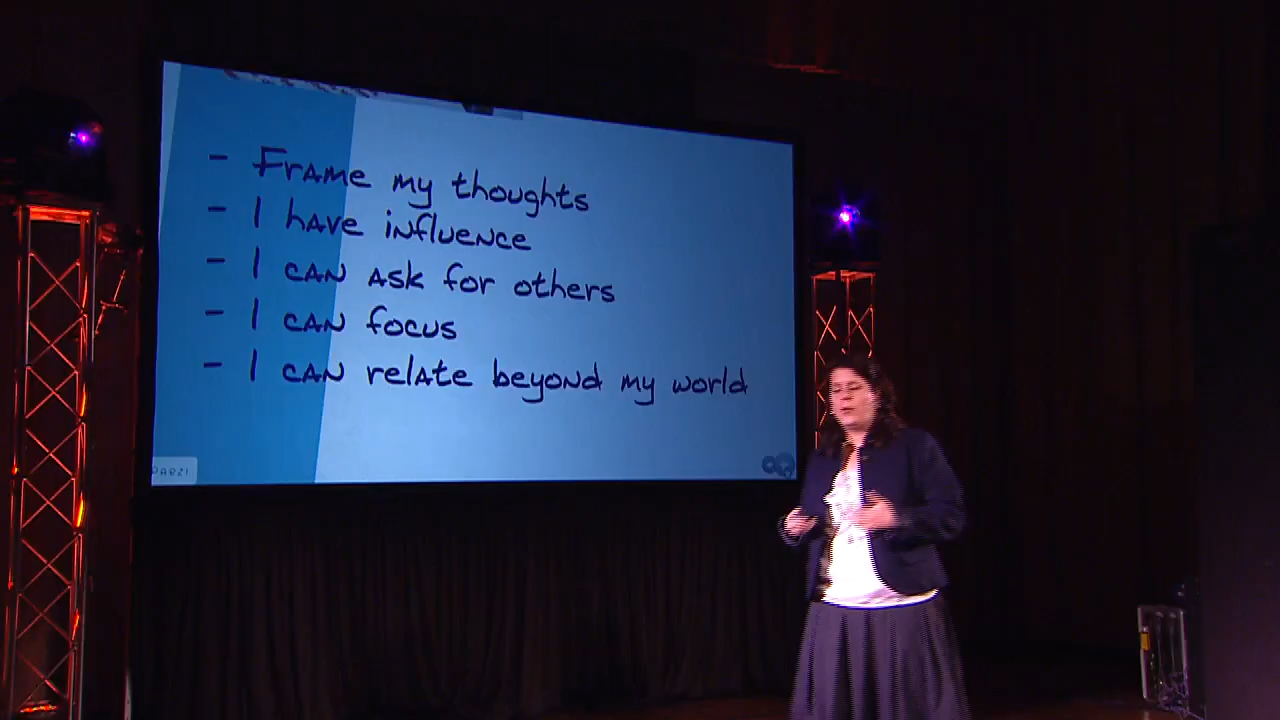 - Frame my thoughts
- I have influence
- I can ask for others
- I can focus
- I can relate beyond my world